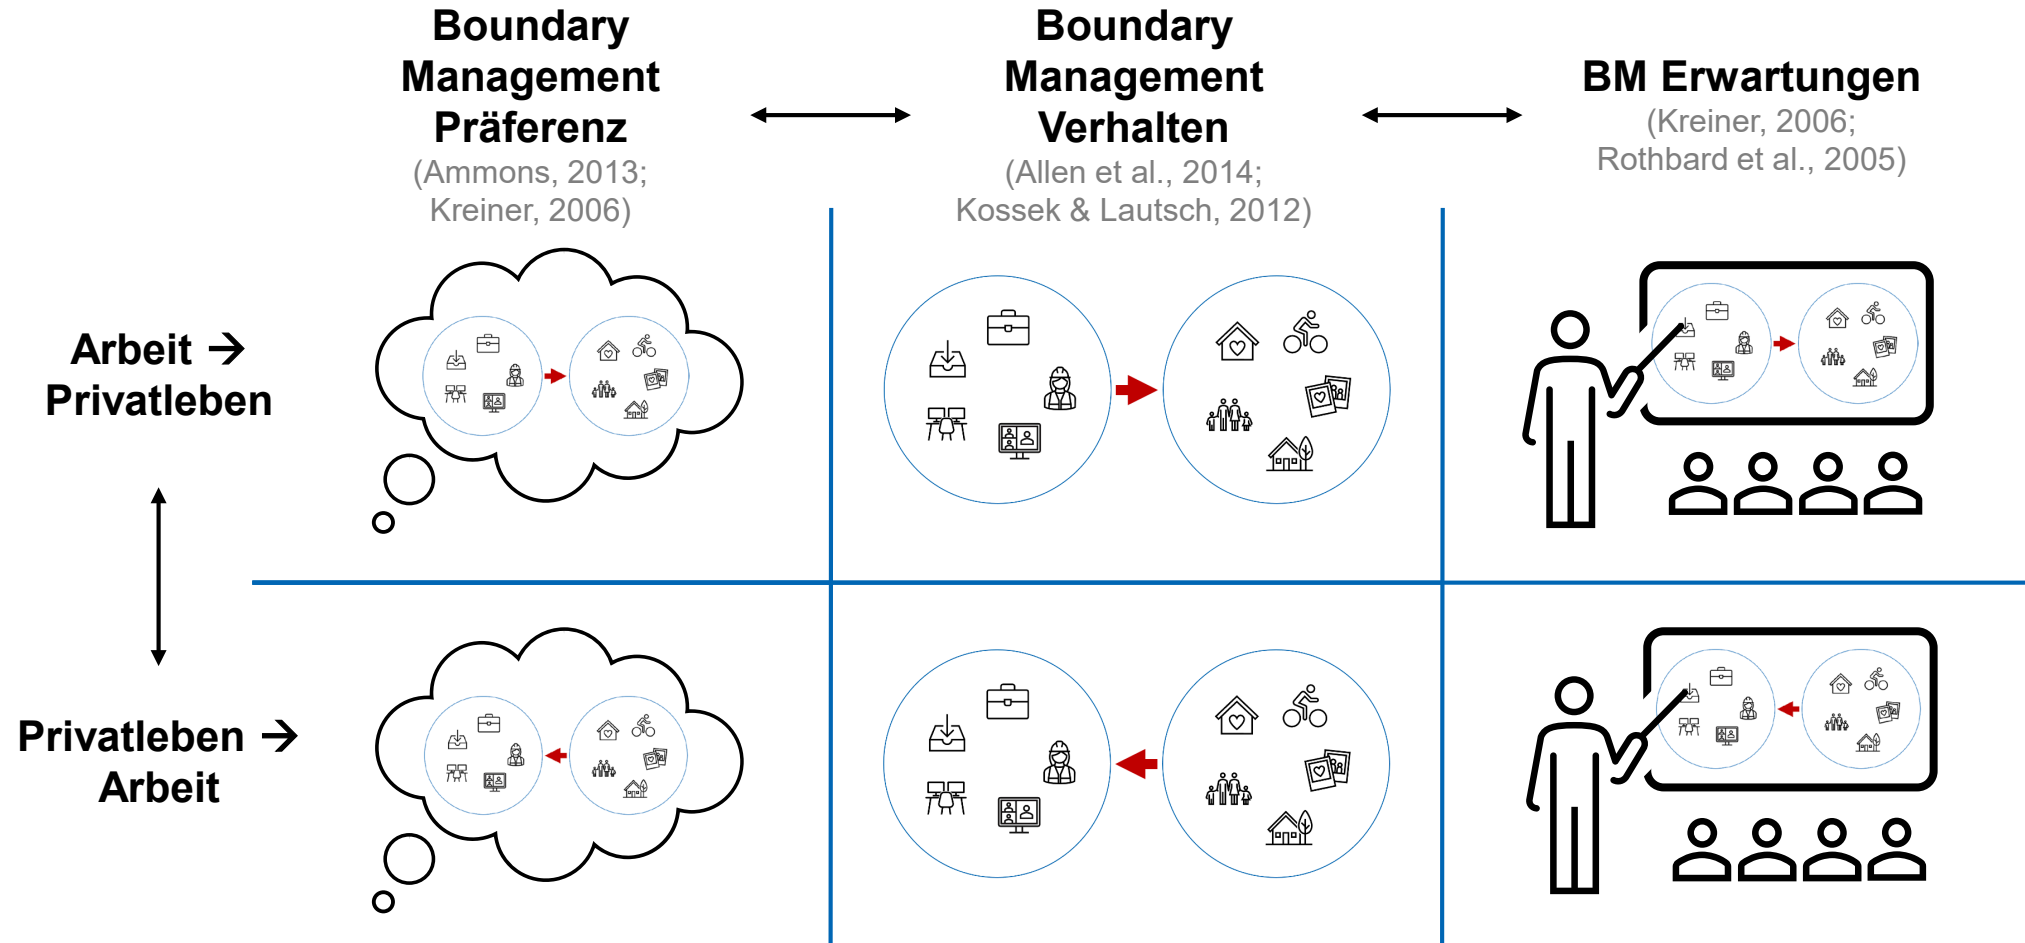 Boundary
Management
Präferenz
(Ammons, 2013;
Kreiner, 2006)
Boundary
Management
Verhalten
(Allen et al., 2014;
Kossek & Lautsch, 2012)
BM Erwartungen
(Kreiner, 2006;
Rothbard et al., 2005)
Arbeit →
Privatleben
Privatleben →
Arbeit